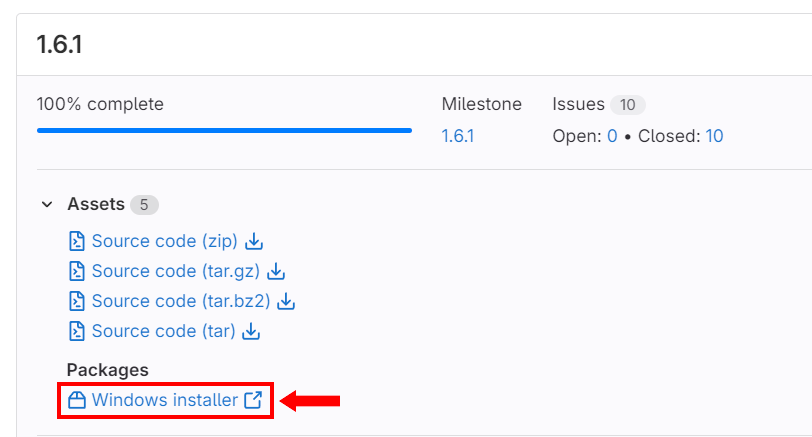 1.6.1
100% complete
Milestone
Issues 10
1.6.1
Open: 0 • Closed: 10
Assets 5
Source code (zip)
Source code (tar.gz)
Source code (tar.bz2)
Source code (tar)
Packages
Windows installer